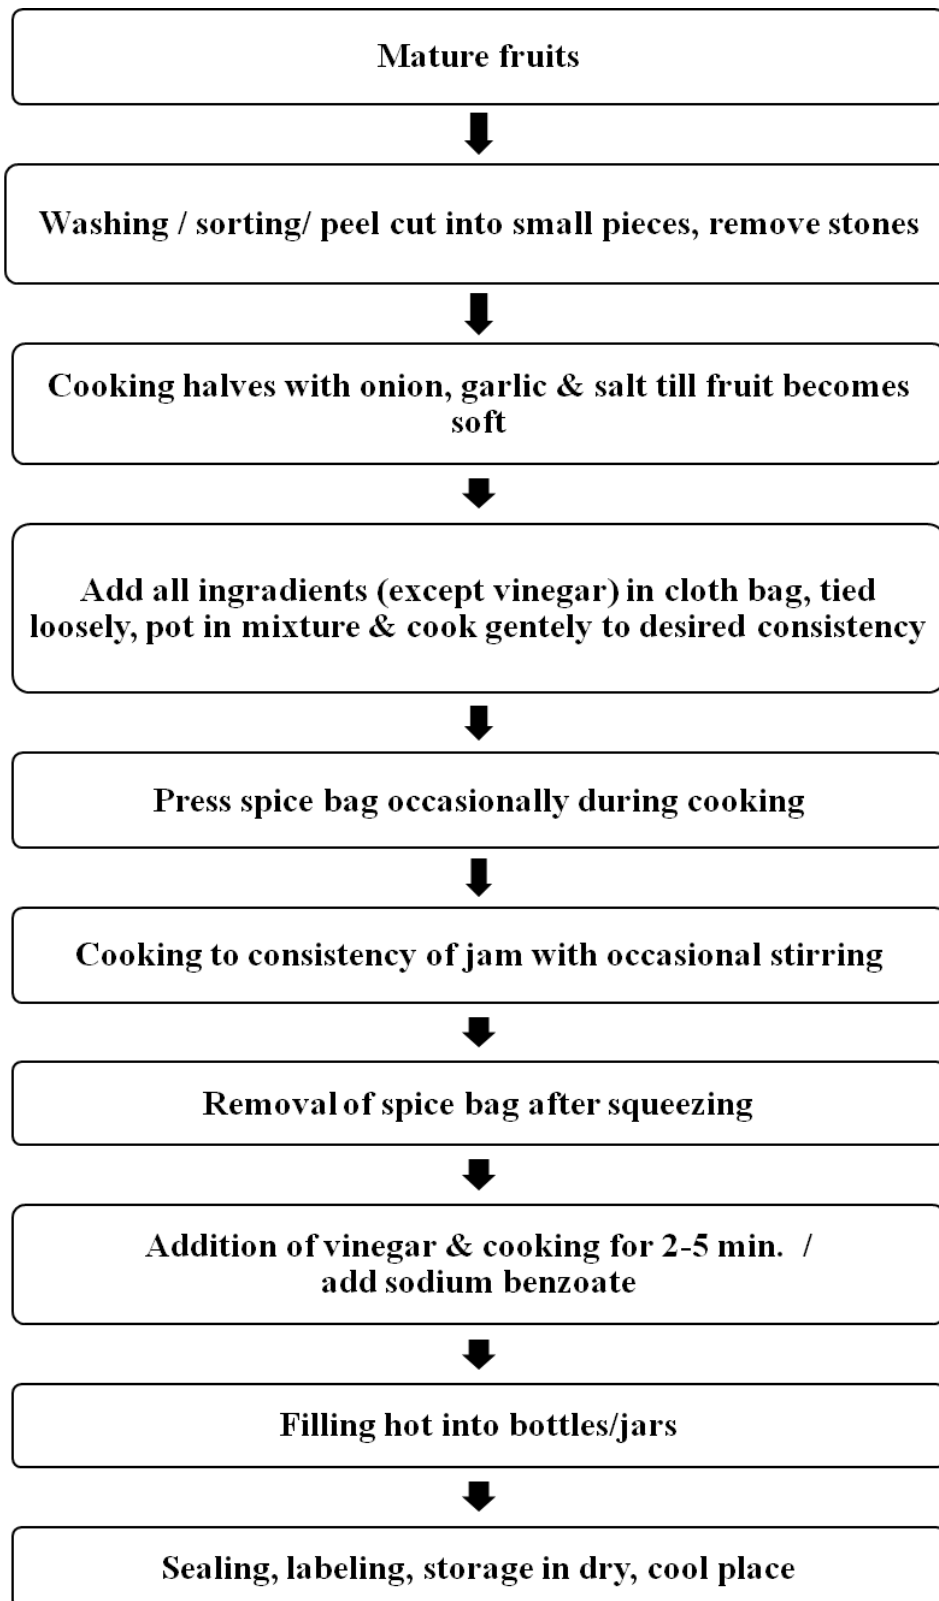 Mature fruits
Washing / sorting/ peel cut into small pieces, remove stones
Cooking halves with onion, garlic & salt till fruit becomes
soft
Add all ingradients (except vinegar) in cloth bag, tied
loosely, pot in mixture & cook gentely to desired consistency
Press spice bag occasionally during cooking
Cooking to consistency of jam with occasional stirring
Removal of spice bag after squeezing
Addition of vinegar & cooking for 2-5 min.  /
add sodium benzoate
Filling hot into bottles/jars
Sealing, labeling, storage in dry, cool place